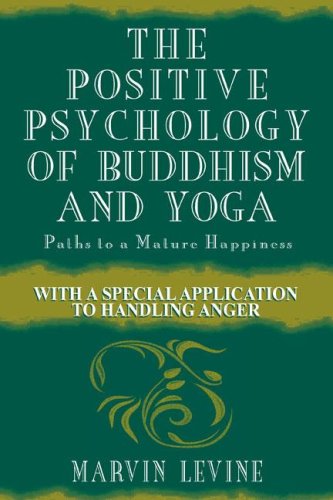 THE
POSITIVE
PSYCHOLOGY
OF BUDDHISM
AND YOGA
Paths to a Mature Happiness
WITH A SPECIAL APPLICATION
TO HANDLING ANGER
MARVIN LEVINE